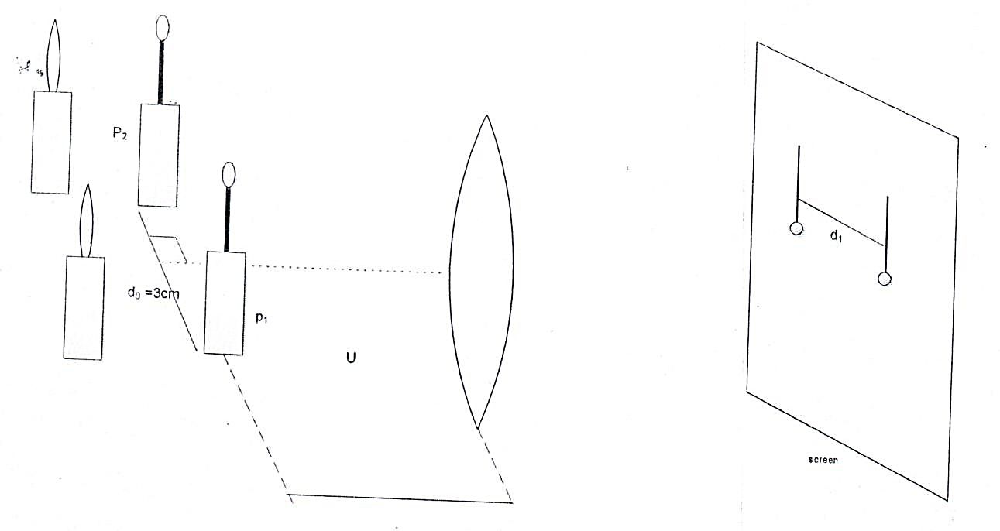 P₂
d₀ =3cm
p₁
U
d₁
screen